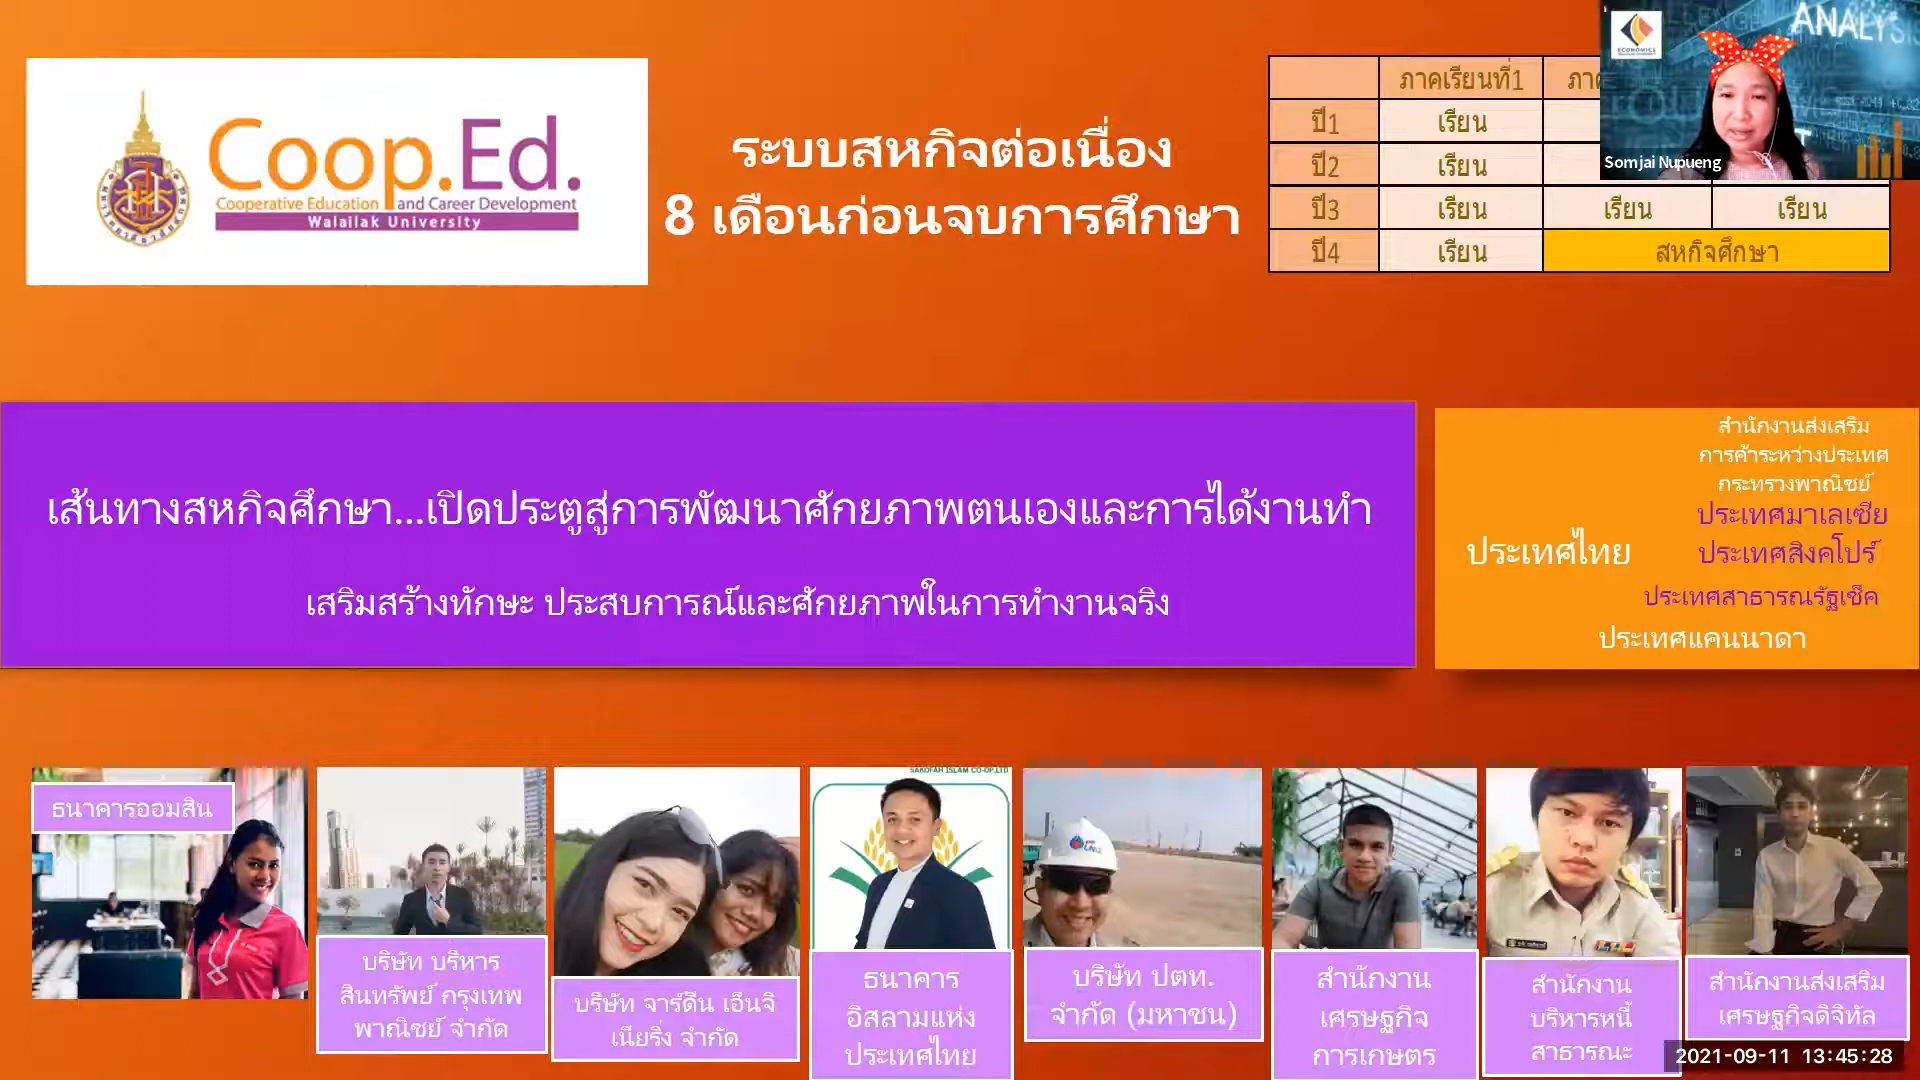 Coop.Ed.
Cooperative Education and Career Development
Walailak University
ระบบสหกิจต่อเนื่อง
8 เดือนก่อนจบการศึกษา
ภาคเรียนที่1
ปี1 เรียน
ปี2 เรียน
ปี3 เรียน เรียน เรียน
ปี4 เรียน สหกิจศึกษา
ECONOMICS
ANALYSIS
Somjai Nupueng
เส้นทางสหกิจศึกษา...เปิดประตูสู่การพัฒนาศักยภาพตนเองและการได้งานทำ
เสริมสร้างทักษะ ประสบการณ์และศักยภาพในการทำงานจริง
สำนักงานส่งเสริม
การค้าระหว่างประเทศ
กระทรวงพาณิชย์
ประเทศมาเลเซีย
ประเทศไทย
ประเทศสิงคโปร์
ประเทศสาธารณรัฐเช็ค
ประเทศแคนนาดา
ธนาคารออมสิน
บริษัท บริหาร
สินทรัพย์ กรุงเทพ
พาณิชย์ จำกัด
บริษัท จาร์ดีน เอ็นจิ
เนียริ่ง จำกัด
SAKOFAH ISLAM CO-OP.,LTD
ธนาคาร
อิสลามแห่ง
ประเทศไทย
บริษัท ปตท.
จำกัด (มหาชน)
สำนักงาน
เศรษฐกิจ
การเกษตร
สำนักงาน
บริหารหนี้
สาธารณะ
สำนักงานส่งเสริม
เศรษฐกิจดิจิทัล
2021-09-11 13:45:28